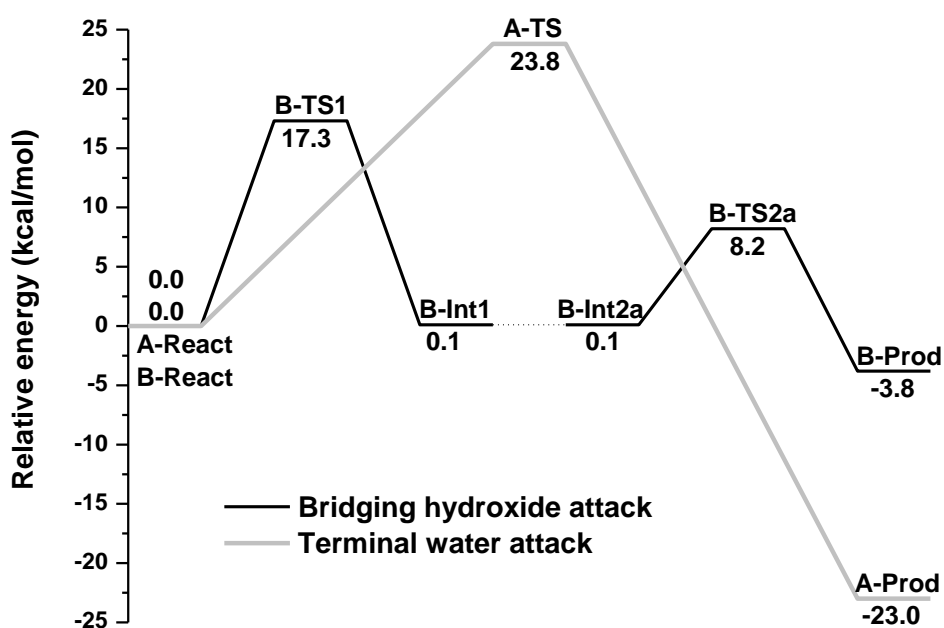 Relative energy (kcal/mol)
25
20
15
10
5
0
-5
-10
-15
-20
-25
A-TS
23.8
B-TS1
17.3
B-TS2a
8.2
0.0
0.0
A-React
B-React
B-Int1
0.1
B-Int2a
0.1
B-Prod
-3.8
Bridging hydroxide attack
Terminal water attack
A-Prod
-23.0